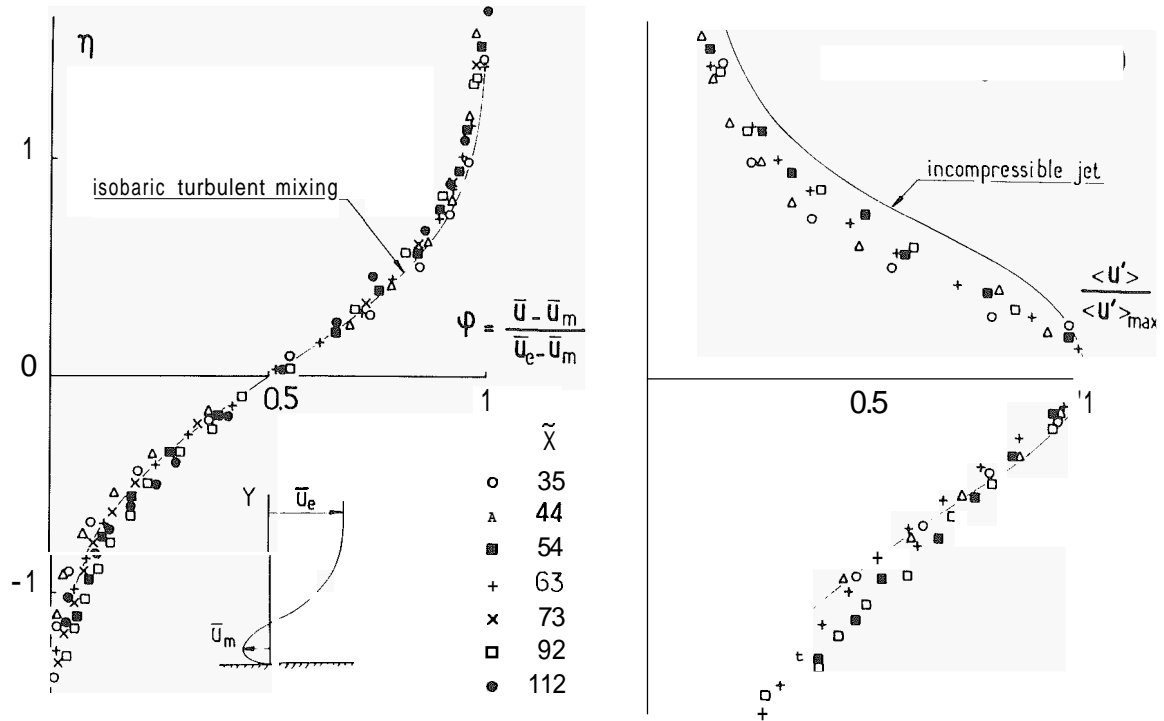 η
1
isobaric turbulent mixing
φ = (ū - ū_m) / (ū_e - ū_m)
0
0.5
1
-1
Y
ū_e
ū_m
X̃
35
44
54
63
73
92
112
incompressible jet
<u'> / <u'>max
0.5
1